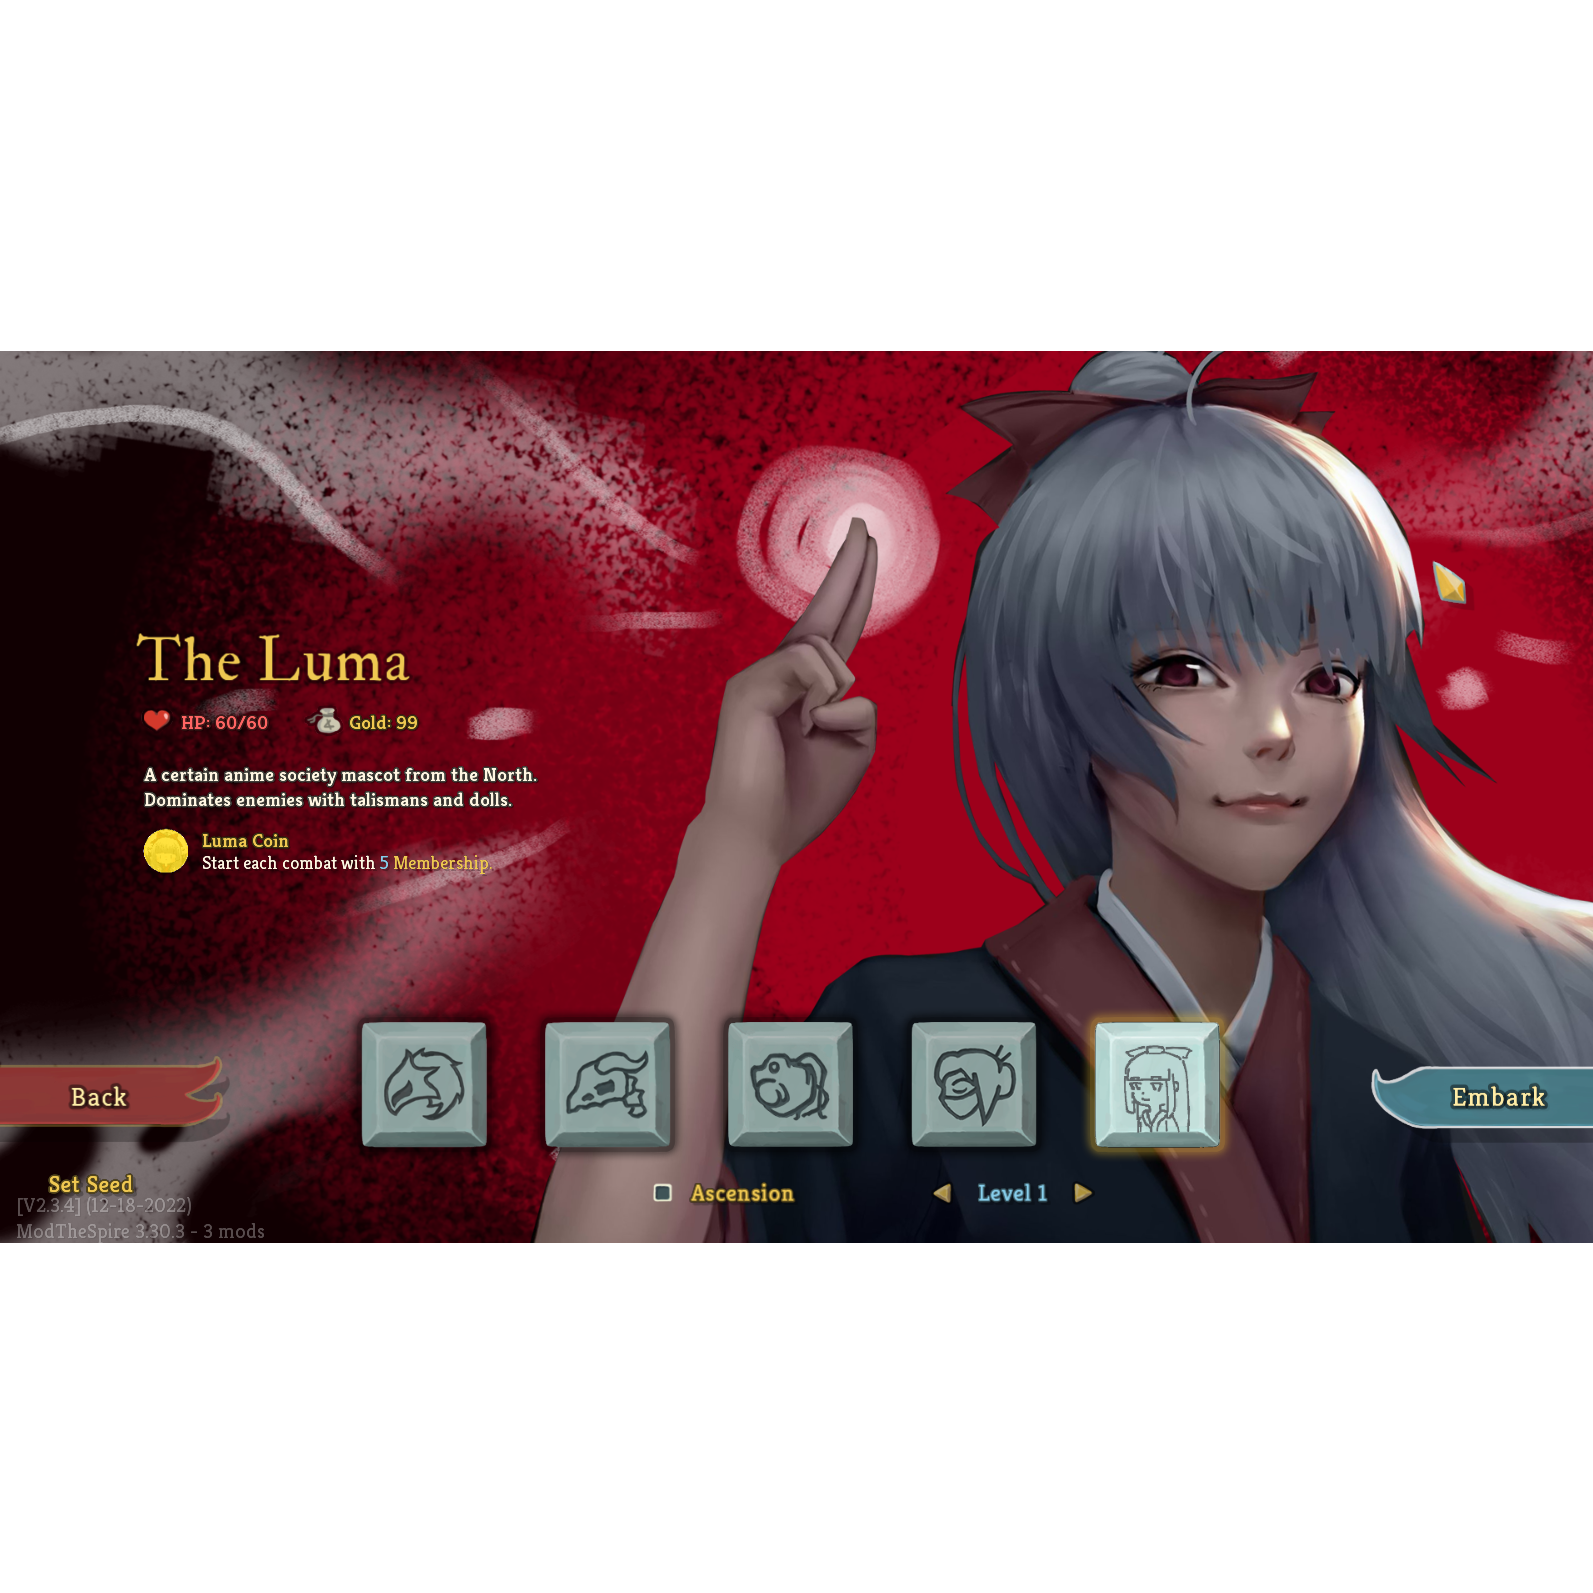 The Luma
HP: 60/60 Gold: 99
A certain anime society mascot from the North.
Dominates enemies with talismans and dolls.
Luma Coin
Start each combat with 5 Membership.
Back
Embark
Set Seed
Ascension
Level 1
[V2.3.4] (12-18-2022)
ModTheSpire 3.30.3 - 3 mods